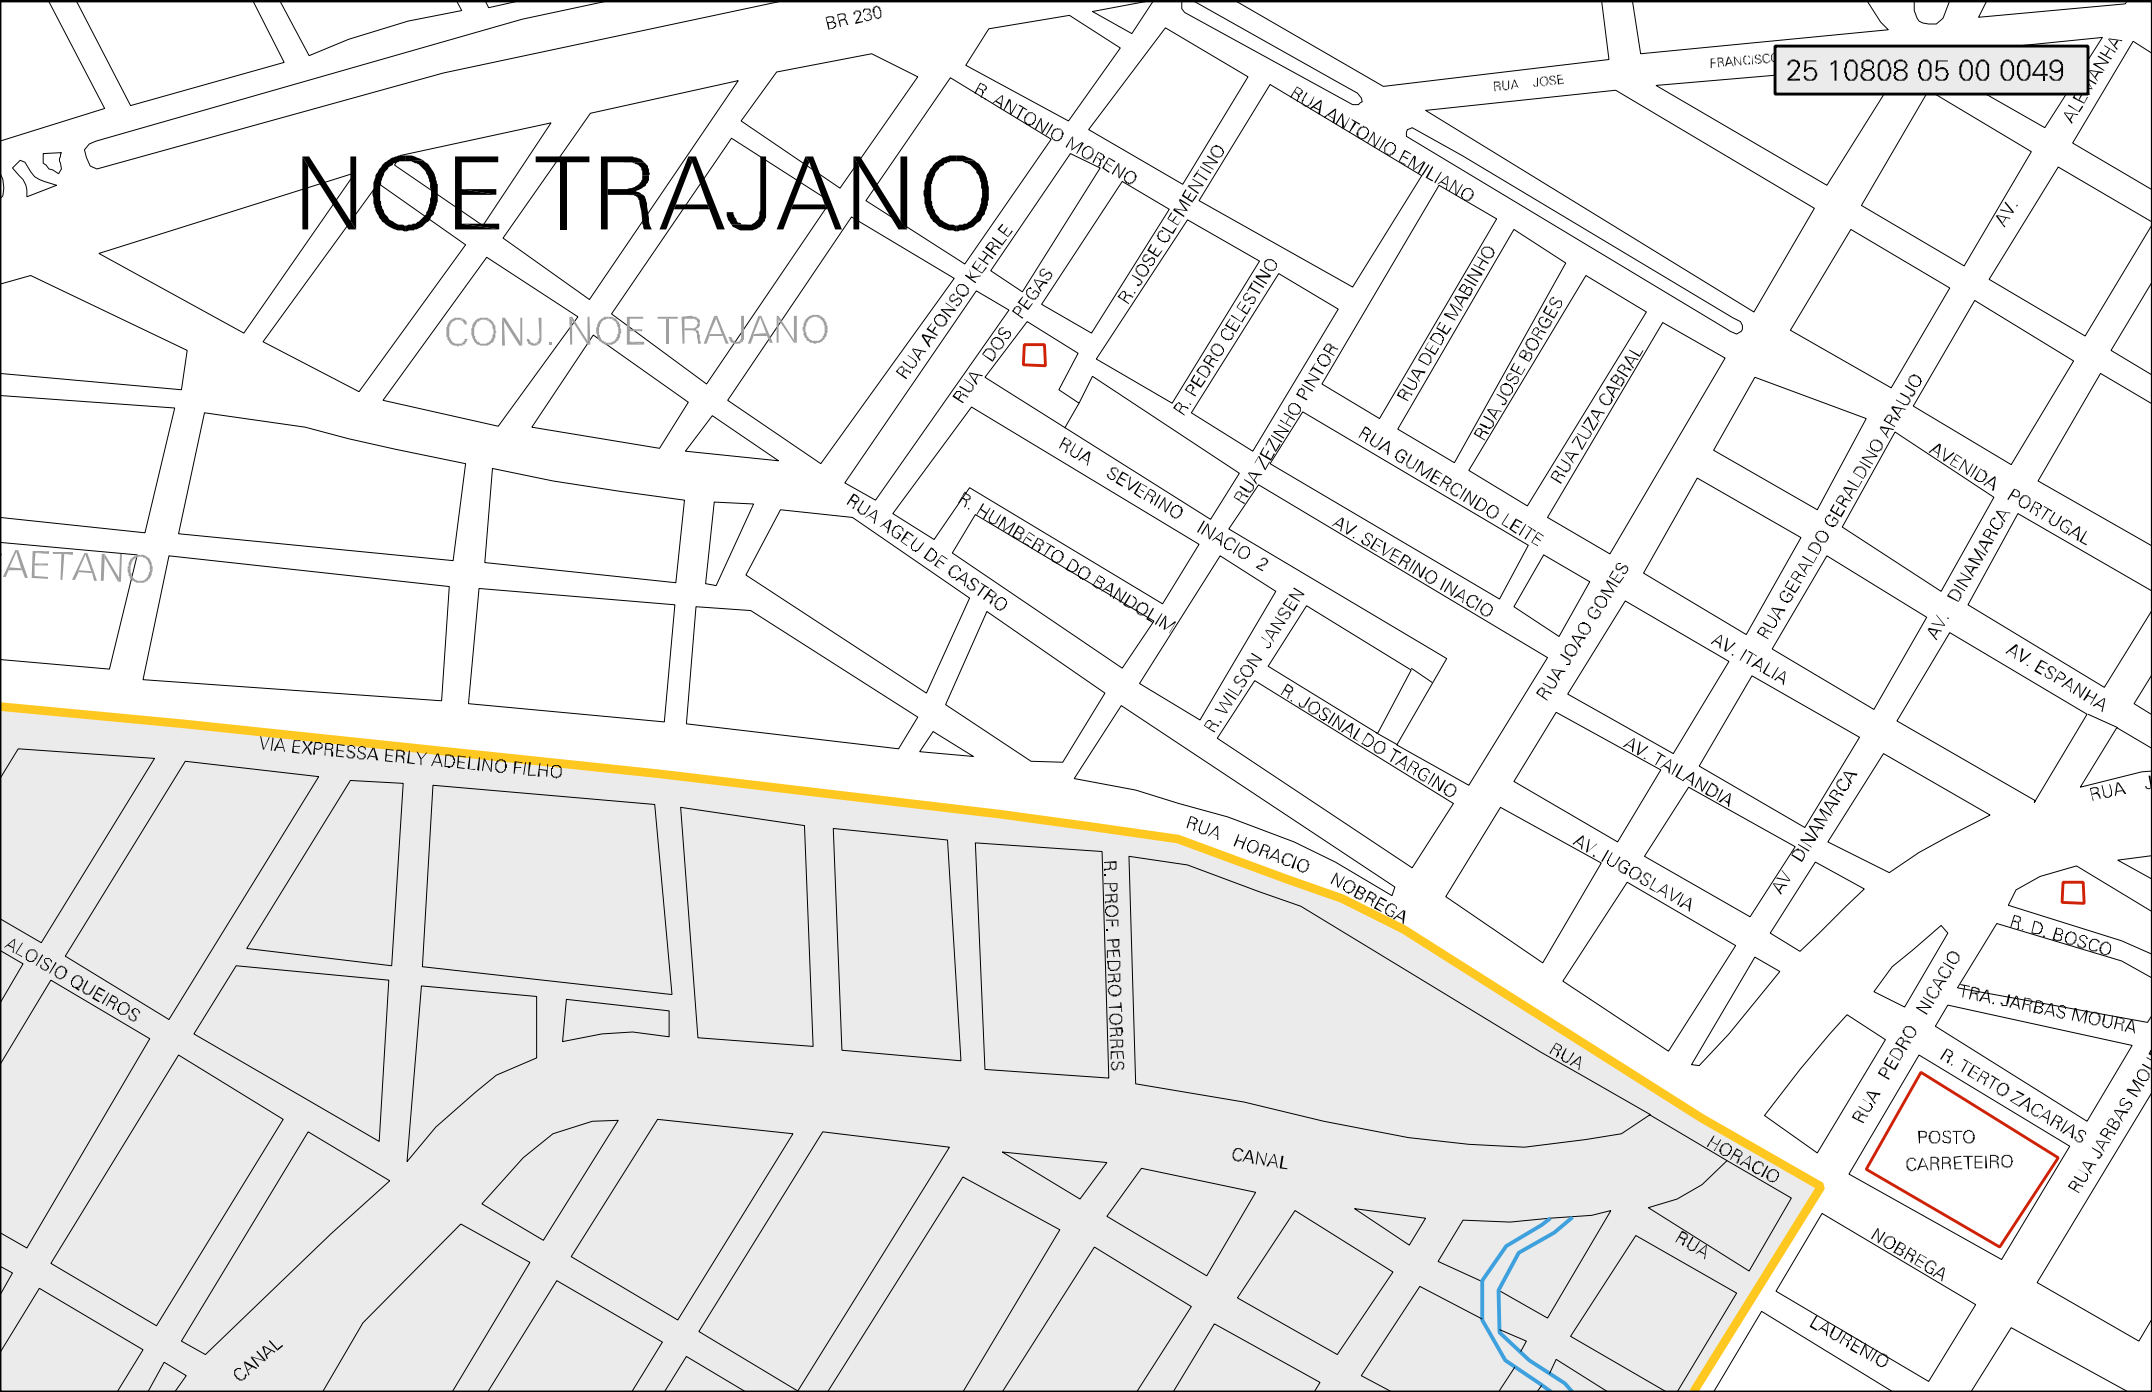 BR 230
25 10808 05 00 0049
RUA JOSE
FRANCISCO
ALEMANHA
NOE TRAJANO
R. ANTONIO MORENO
RUA ANTONIO EMILIANO
AV.
R. JOSE CLEMENTINO
CONJ. NOE TRAJANO
RUA AFONSO KEHRLE
RUA DOS PEGAS
R. PEDRO CELESTINO
RUA DEDE MABINHO
RUA JOSE BORGES
RUA ZUZA CABRAL
RUA ZEZINHO PINTOR
RUA GERALDO GERALDINO ARAUJO
AVENIDA PORTUGAL
RUA GUMERCINDO LEITE
RUA SEVERINO INACIO 2
AV. SEVERINO INACIO
R. HUMBERTO DO BANDOLIM
RUA AGEU DE CASTRO
AETANO
AV. DINAMARCA
RUA JOAO GOMES
R. WILSON JANSEN
AV. ITALIA
AV. ESPANHA
R. JOSINALDO TARGINO
AV. TAILANDIA
VIA EXPRESSA ERLY ADELINO FILHO
RUA J
AV DINAMARCA
AV. IUGOSLAVIA
RUA HORACIO NOBREGA
R. PROF. PEDRO TORRES
R. D. BOSCO
ALOISIO QUEIROS
RUA PEDRO NICACIO
TRA. JARBAS MOURA
R. TERTO ZACARIAS
RUA JARBAS MOU
POSTO
CARRETEIRO
RUA HORACIO
CANAL
RUA
NOBREGA
LAURENIO
CANAL